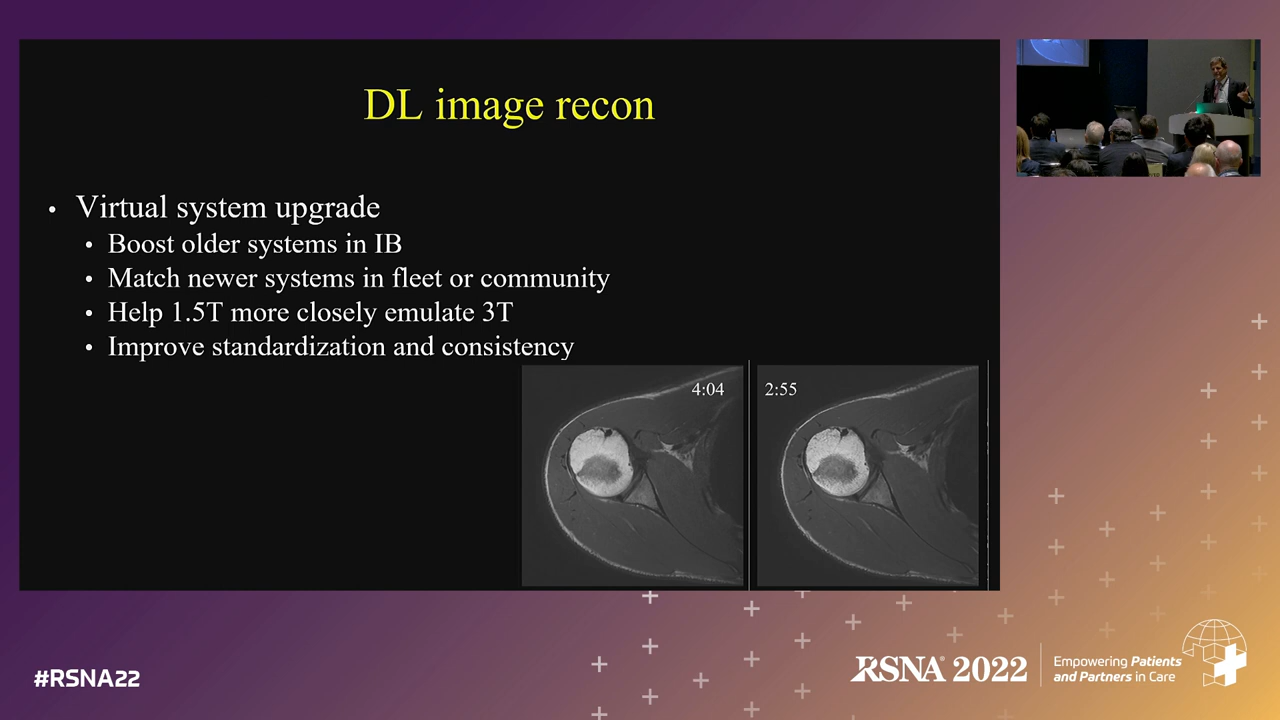 DL image recon
• Virtual system upgrade
• Boost older systems in IB
• Match newer systems in fleet or community
• Help 1.5T more closely emulate 3T
• Improve standardization and consistency
4:04
2:55
#RSNA22
RSNA® 2022
Empowering Patients
and Partners in Care